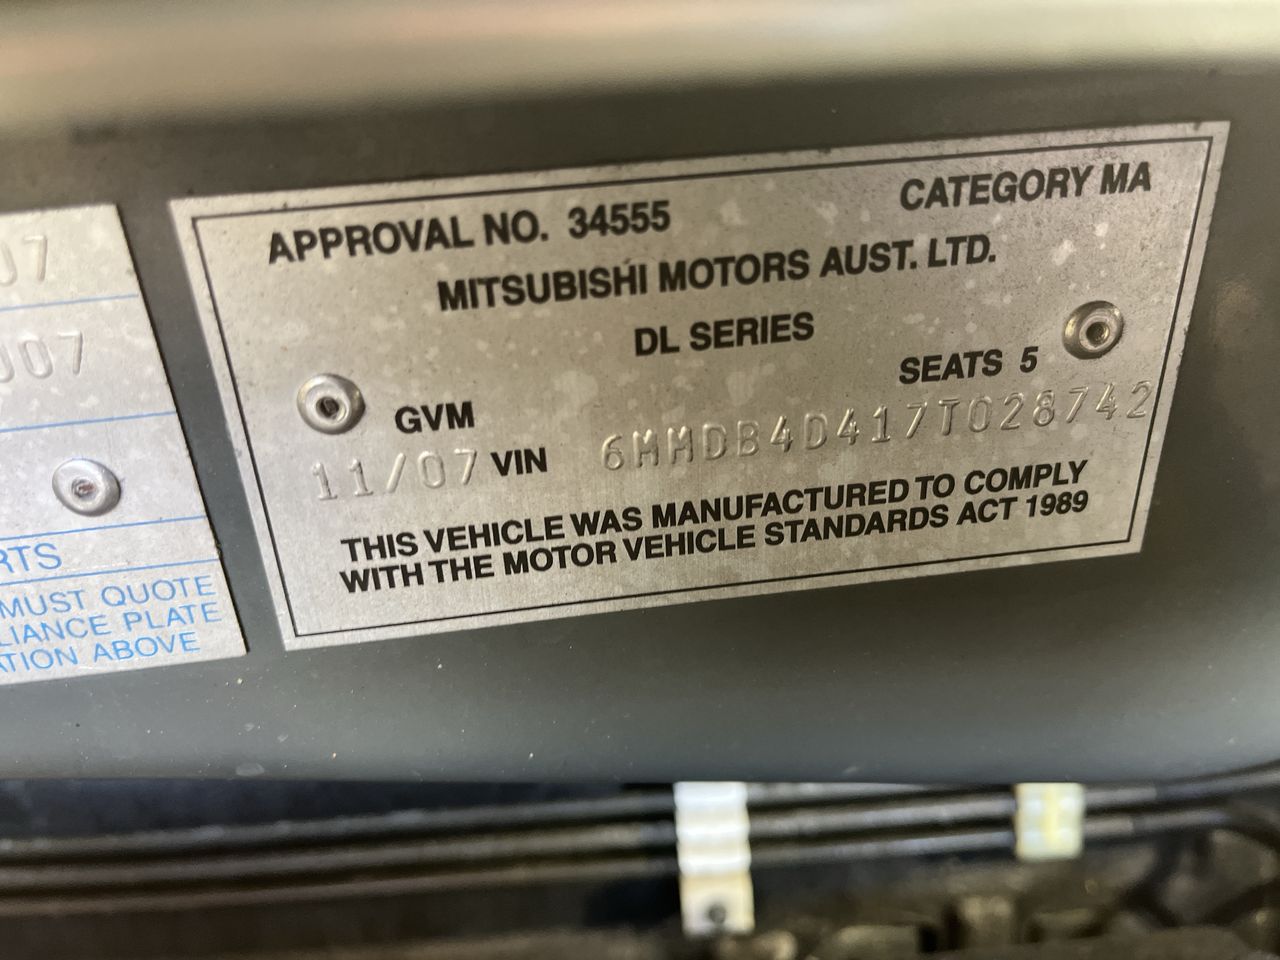 07
007
RTS
MUST QUOTE
LIANCE PLATE
ATION ABOVE
APPROVAL NO. 34555
CATEGORY MA
MITSUBISHI MOTORS AUST. LTD.
DL SERIES
SEATS 5
GVM
11/07 VIN 6MMDB4D417T028742
THIS VEHICLE WAS MANUFACTURED TO COMPLY
WITH THE MOTOR VEHICLE STANDARDS ACT 1989